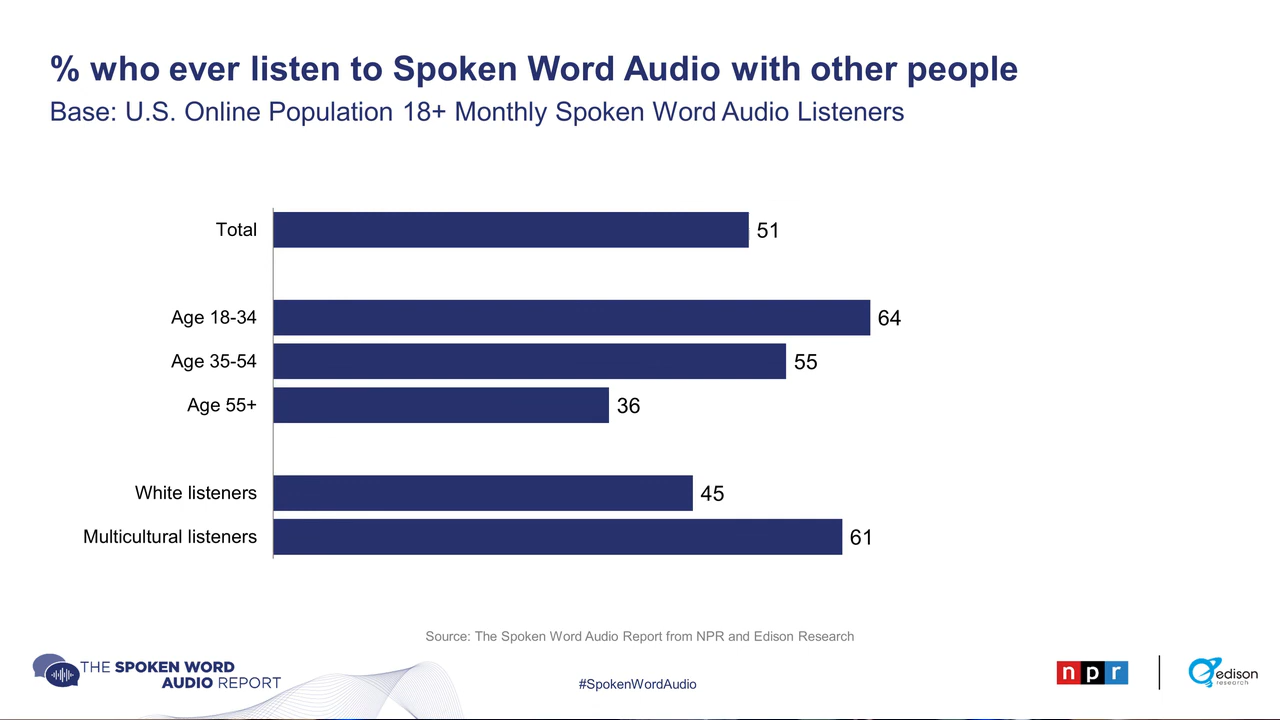 % who ever listen to Spoken Word Audio with other people
Base: U.S. Online Population 18+ Monthly Spoken Word Audio Listeners
Total 51
Age 18-34 64
Age 35-54 55
Age 55+ 36
White listeners 45
Multicultural listeners 61
Source: The Spoken Word Audio Report from NPR and Edison Research
THE SPOKEN WORD
AUDIO REPORT
#SpokenWordAudio
npr
edison
research